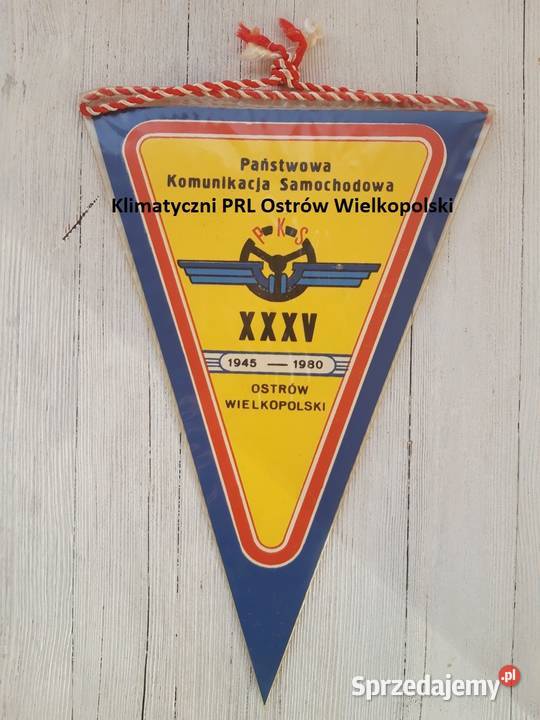 Państwowa
Komunikacja Samochodowa
Klimatyczni PRL Ostrów Wielkopolski
PKS
XXXV
1945 — 1980
OSTRÓW
WIELKOPOLSKI
Sprzedajemy.pl